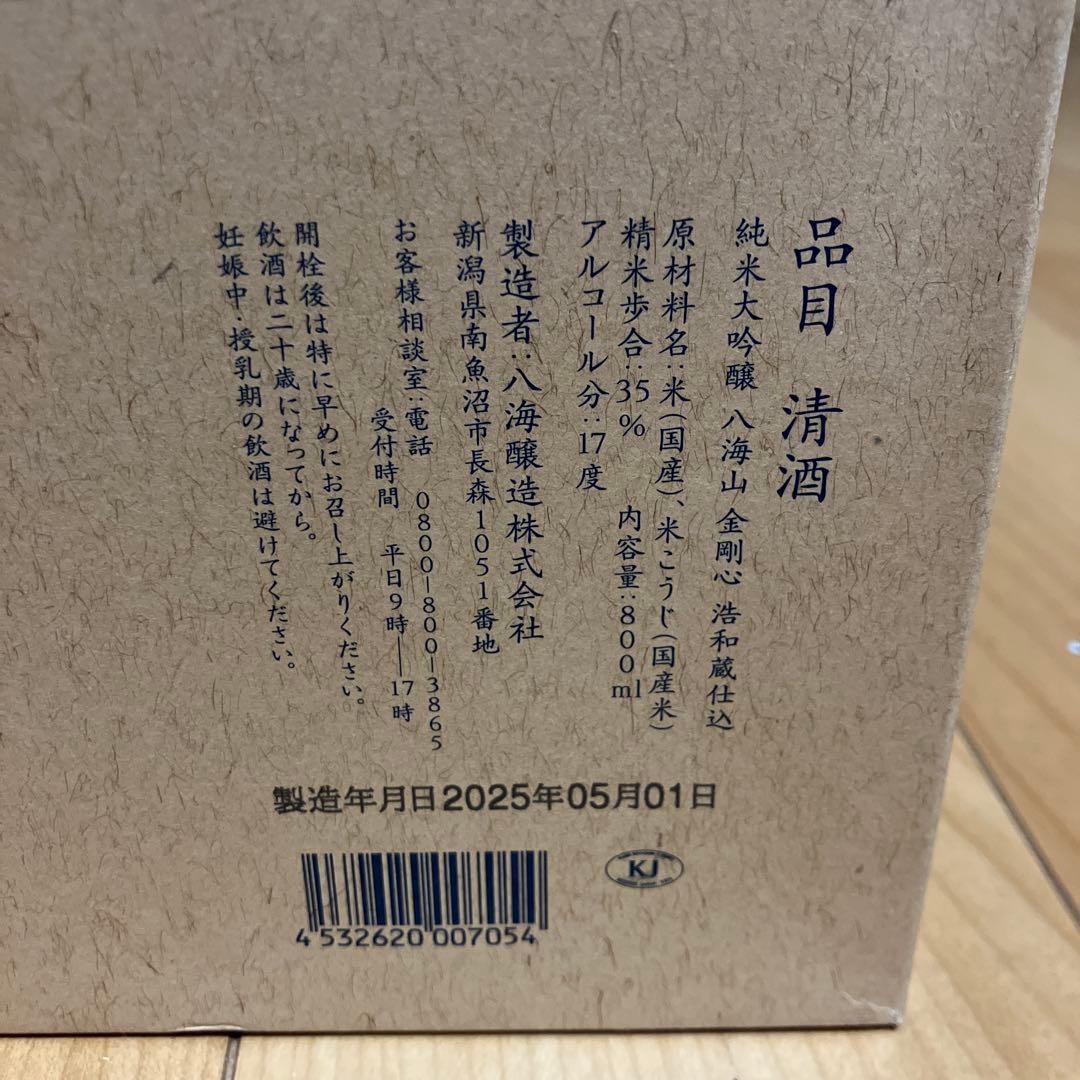 品目 清酒
純米大吟醸 八海山 金剛心 浩和蔵仕込
原材料名:米(国産)、米こうじ(国産米)
精米歩合:35% 内容量:800ml
アルコール分:17度
製造者:八海醸造株式会社
新潟県南魚沼市長森1051番地
お客様相談室:電話 0800-800-3865
受付時間 平日9時―17時
開栓後は特に早めにお召し上がりください。
飲酒は二十歳になってから。
妊娠中・授乳期の飲酒は避けてください。
製造年月日2025年05月01日
4 532620 007054
KJ